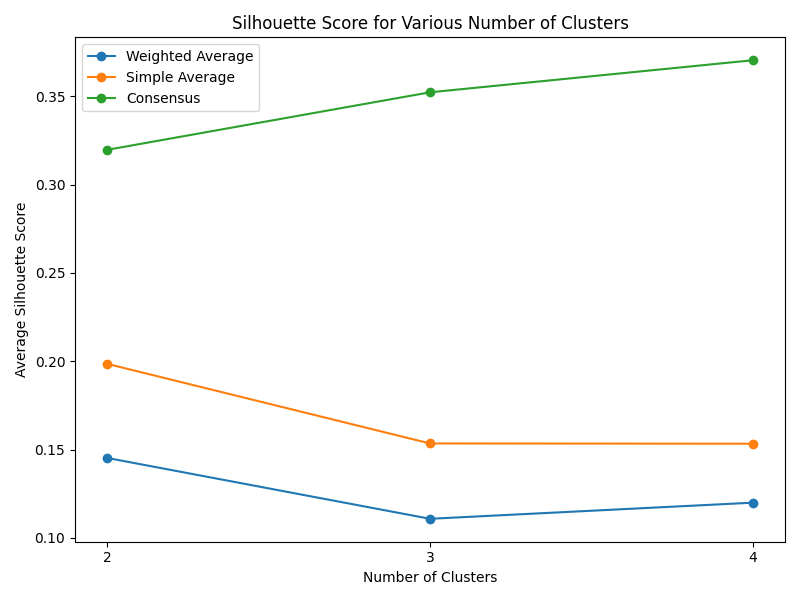 Silhouette Score for Various Number of Clusters
Weighted Average
Simple Average
Consensus
0.35
0.30
0.25
0.20
0.15
0.10
Average Silhouette Score
2
3
4
Number of Clusters